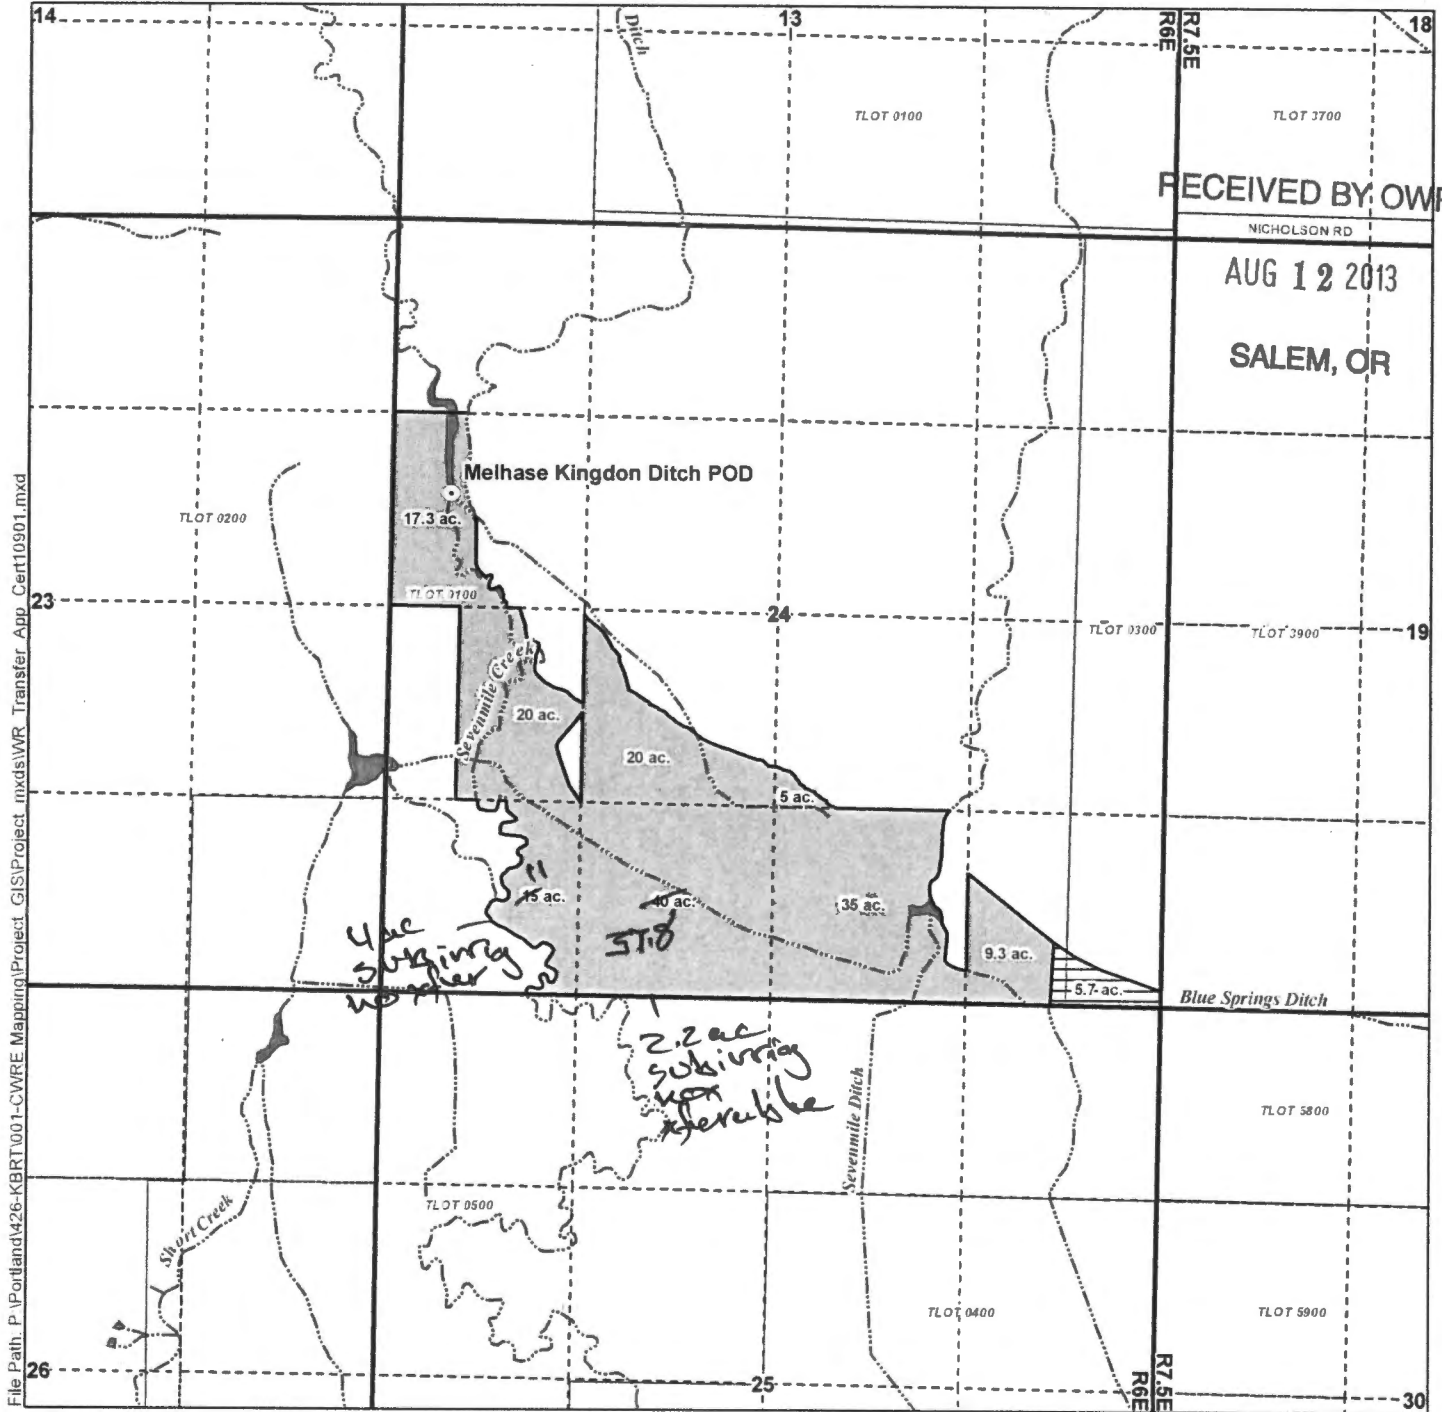 14
Ditch
13
R6E
R7.5E
18
TLOT 0100
TLOT 3700
RECEIVED BY OWR
NICHOLSON RD
AUG 12 2013
SALEM, OR
Melhase Kingdon Ditch POD
TLOT 0200
17.3 ac.
TLOT 0100
23
24
TLOT 0300
TLOT 3900
19
Sevenmile Creek
20 ac.
20 ac.
5 ac.
11
15 ac.
40 ac.
37.8
35 ac.
9.3 ac.
5.7 ac.
4 ac
subirrig
no xfer
Blue Springs Ditch
2.2 ac
subirrig
xferable
Sevenmile Ditch
TLOT 5800
Short Creek
TLOT 0500
TLOT 0400
TLOT 5900
26
25
R6E
R7.5E
30
File Path: P:\Portland\426-KBRT\001-CWRE Mapping\Project_GIS\Project_mxds\WR_Transfer_App_Cert10901.mxd